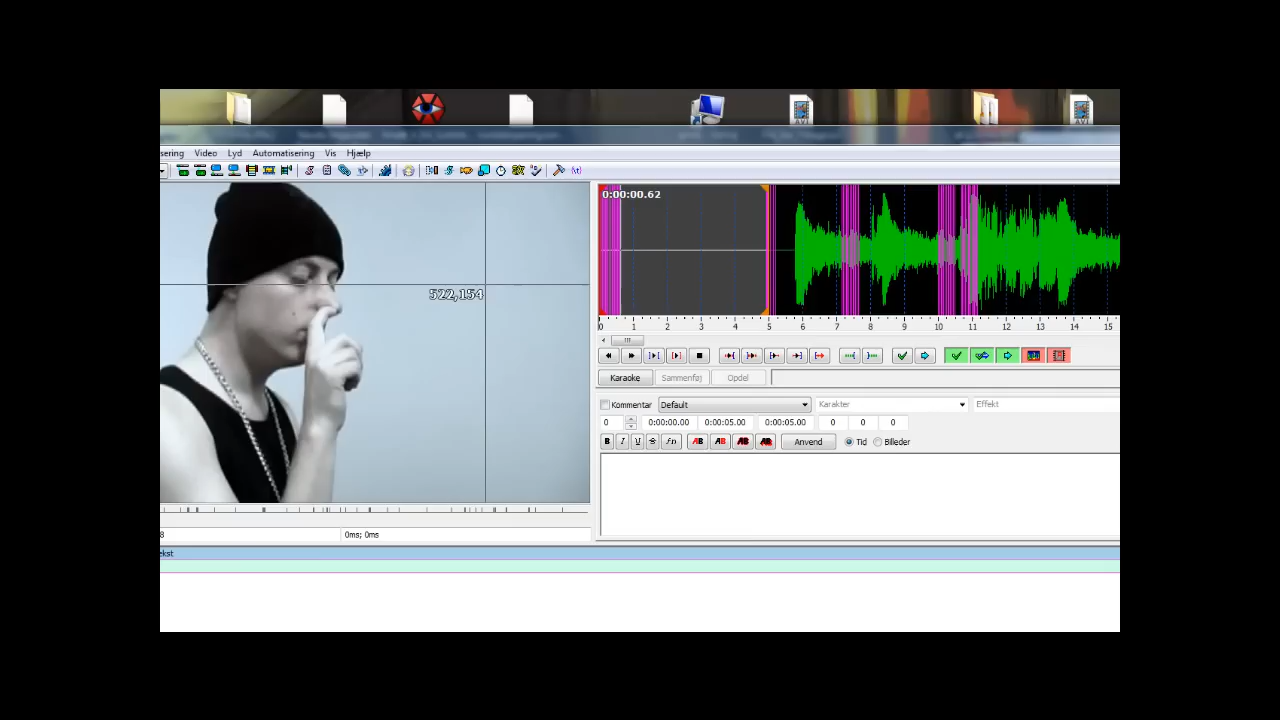 sering Video Lyd Automatisering Vis Hjælp
522,154
0:00:00.62
0 1 2 3 4 5 6 7 8 9 10 11 12 13 14 15
Karaoke Sammenføj Opdel
Kommentar Default Karakter Effekt
0 0:00:00.00 0:00:05.00 0:00:05.00 0 0 0
B I U S fn AB AB AB AB Anvend Tid Billeder
8 0ms; 0ms
ekst